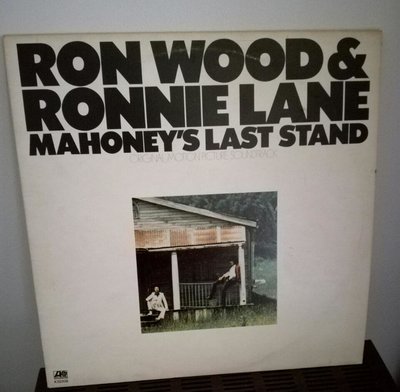 RON WOOD &
RONNIE LANE
MAHONEY'S LAST STAND
ORIGINAL MOTION PICTURE SOUNDTRACK